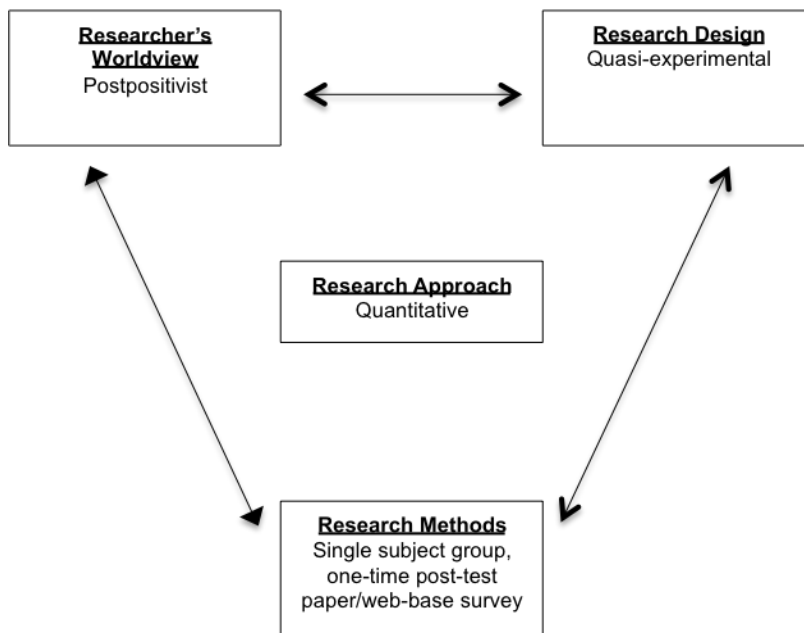 Researcher's
Worldview
Postpositivist
Research Design
Quasi-experimental
Research Approach
Quantitative
Research Methods
Single subject group,
one-time post-test
paper/web-base survey